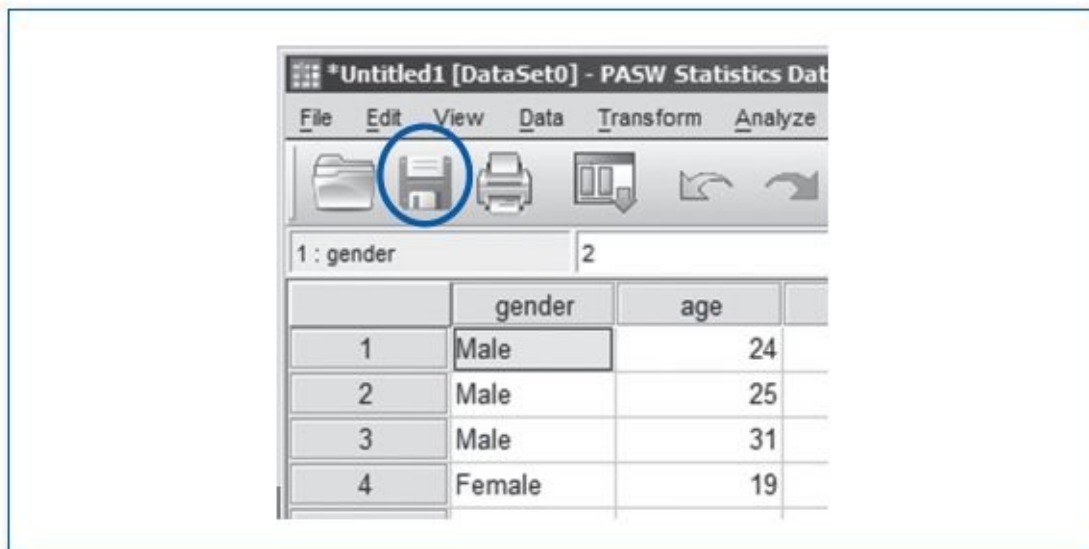 *Untitled1 [DataSet0] - PASW Statistics Dat
File Edit View Data Transform Analyze
1 : gender 2
gender age
1 Male 24
2 Male 25
3 Male 31
4 Female 19